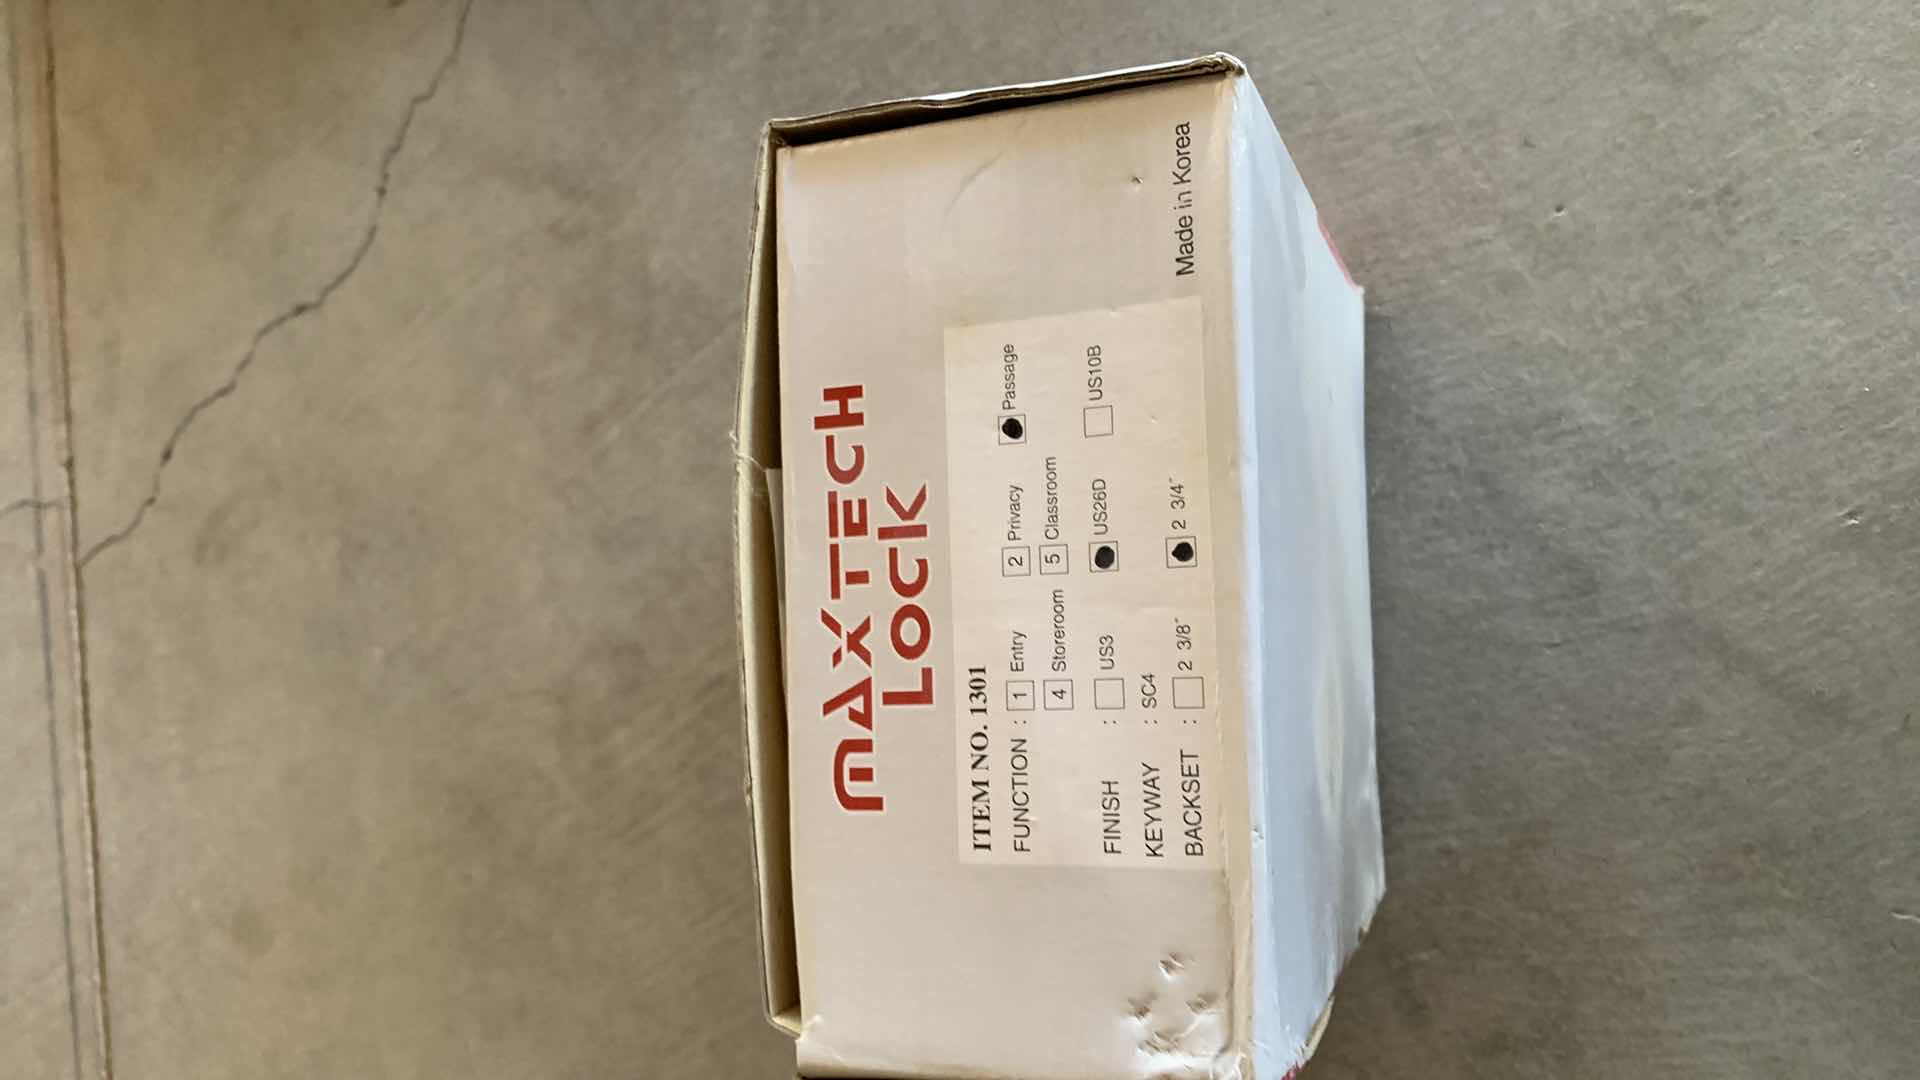 MAXTECH
LOCK
ITEM NO. 1301
FUNCTION : 1 Entry 2 Privacy Passage
4 Storeroom 5 Classroom
FINISH : US3 US26D US10B
KEYWAY : SC4
BACKSET : 2 3/8" 2 3/4"
Made in Korea